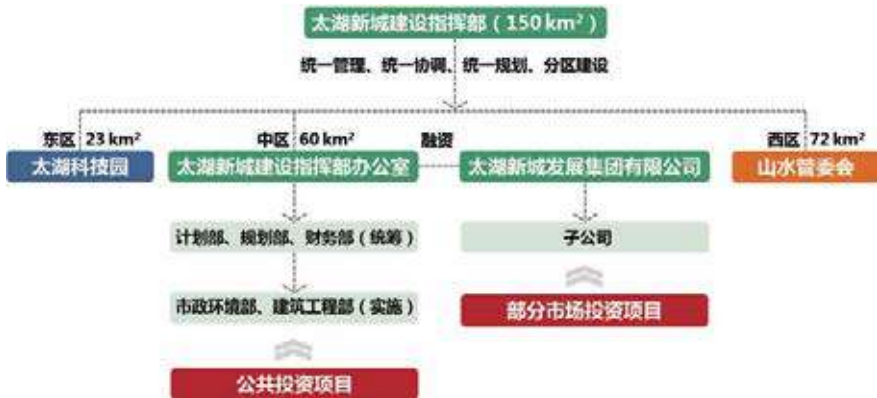 太湖新城建设指挥部（150 km²）
统一管理、统一协调、统一规划、分区建设
东区 23 km²
中区 60 km²
融资
西区 72 km²
太湖科技园
太湖新城建设指挥部办公室
太湖新城发展集团有限公司
山水管委会
计划部、规划部、财务部（统筹）
子公司
市政环境部、建筑工程部（实施）
部分市场投资项目
公共投资项目